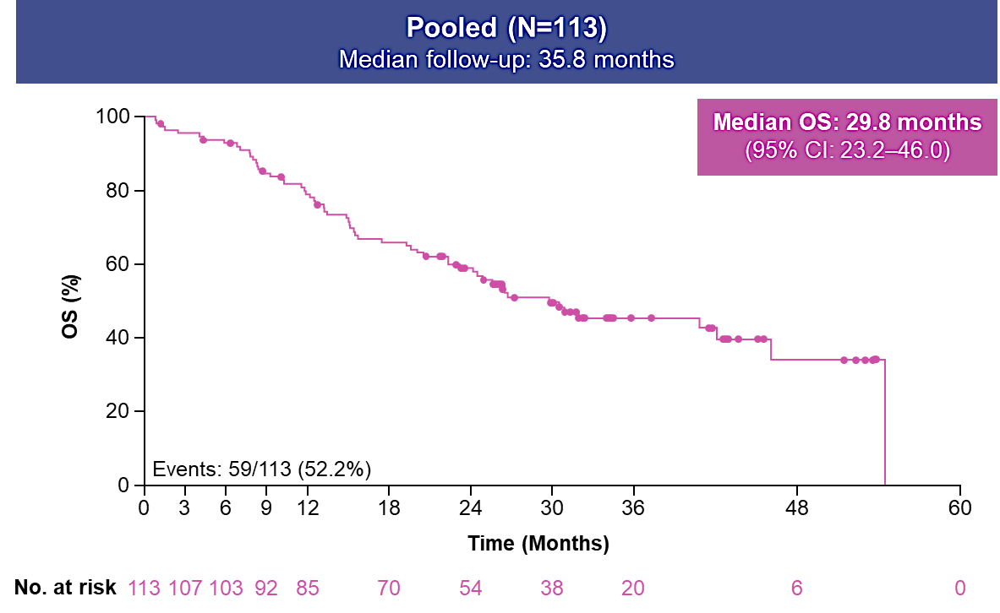 Pooled (N=113)
Median follow-up: 35.8 months
Median OS: 29.8 months
(95% CI: 23.2–46.0)
100
80
60
40
20
0
OS (%)
Events: 59/113 (52.2%)
0 3 6 9 12 18 24 30 36 48 60
Time (Months)
No. at risk 113 107 103 92 85 70 54 38 20 6 0